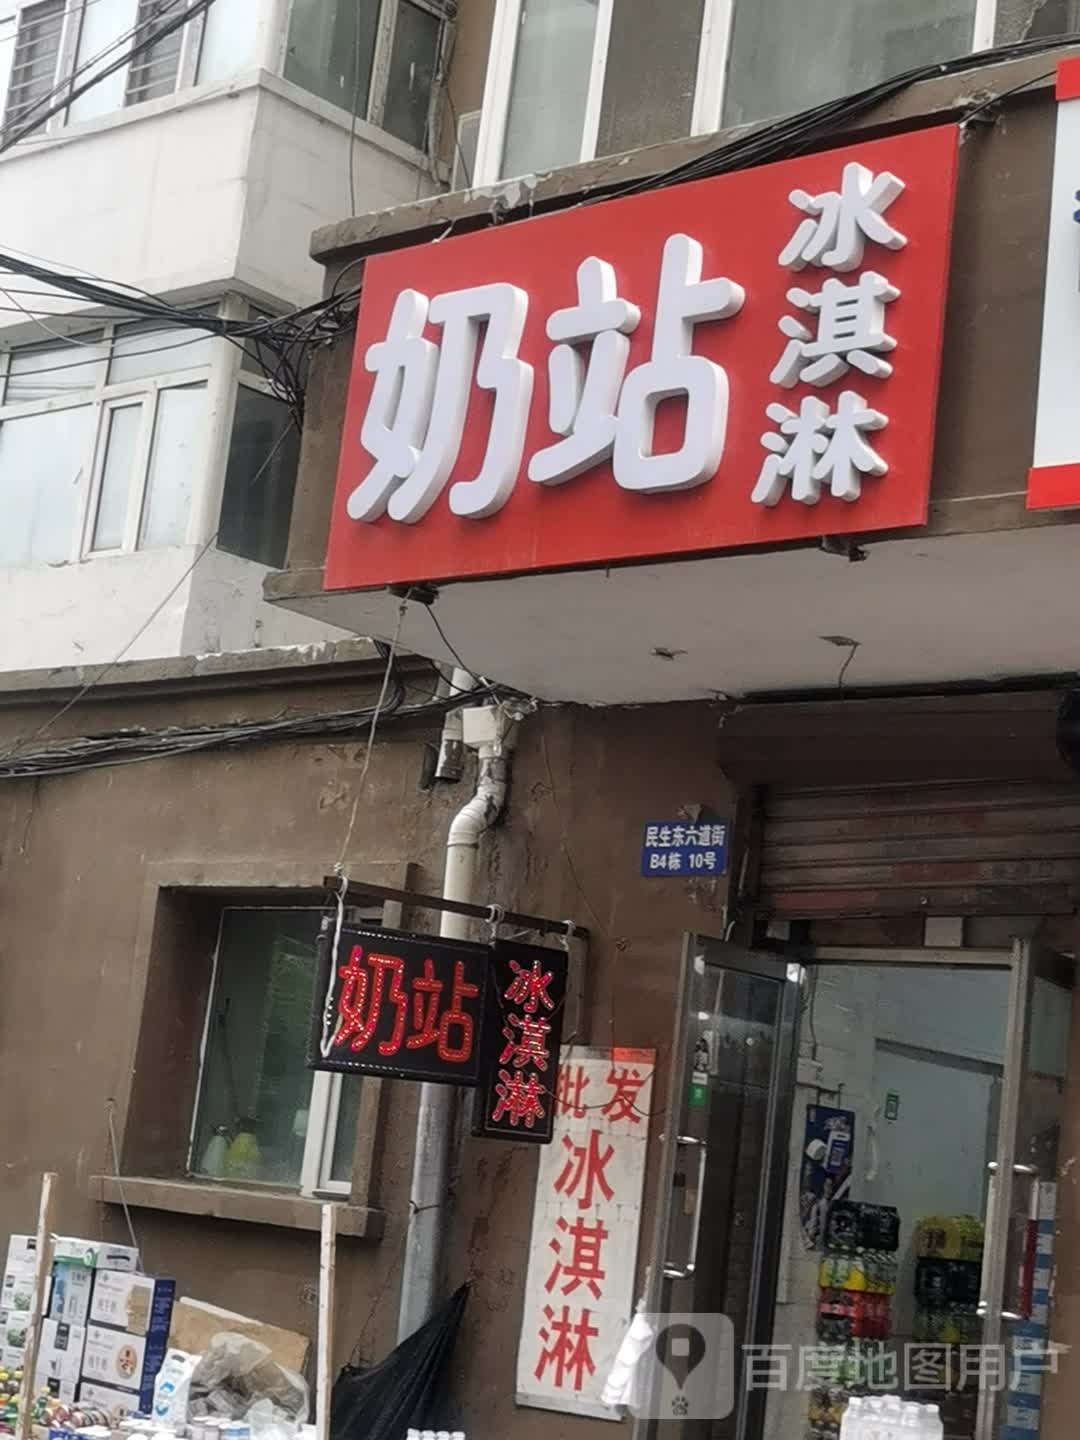 奶站
冰淇淋
民生东六道街
B4栋 10号
奶站
冰淇淋
批发
冰淇淋
百度地图用户